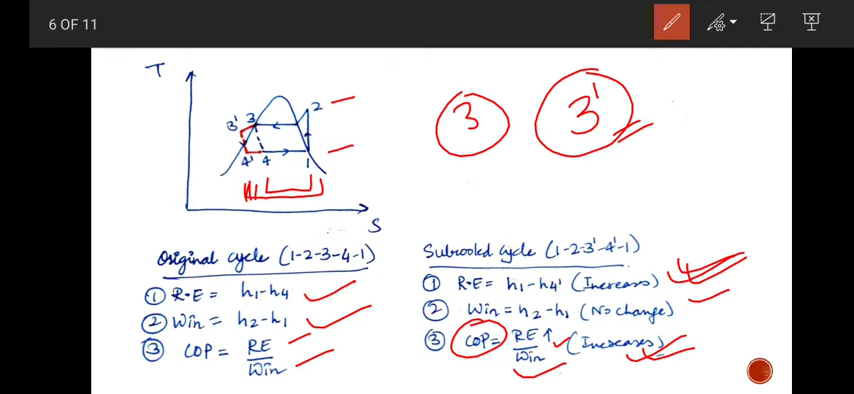 6 OF 11
T
2
3' 3
4' 4 1
S
3 3'
Original cycle (1-2-3-4-1)
① R.E = h₁-h₄
② Win = h₂-h₁
③ COP = RE/Win
Subcooked cycle (1-2-3'-4'-1)
① R.E = h₁-h₄' (Increases)
② Win = h₂-h₁ (No change)
③ COP = RE↑/Win (Increases)